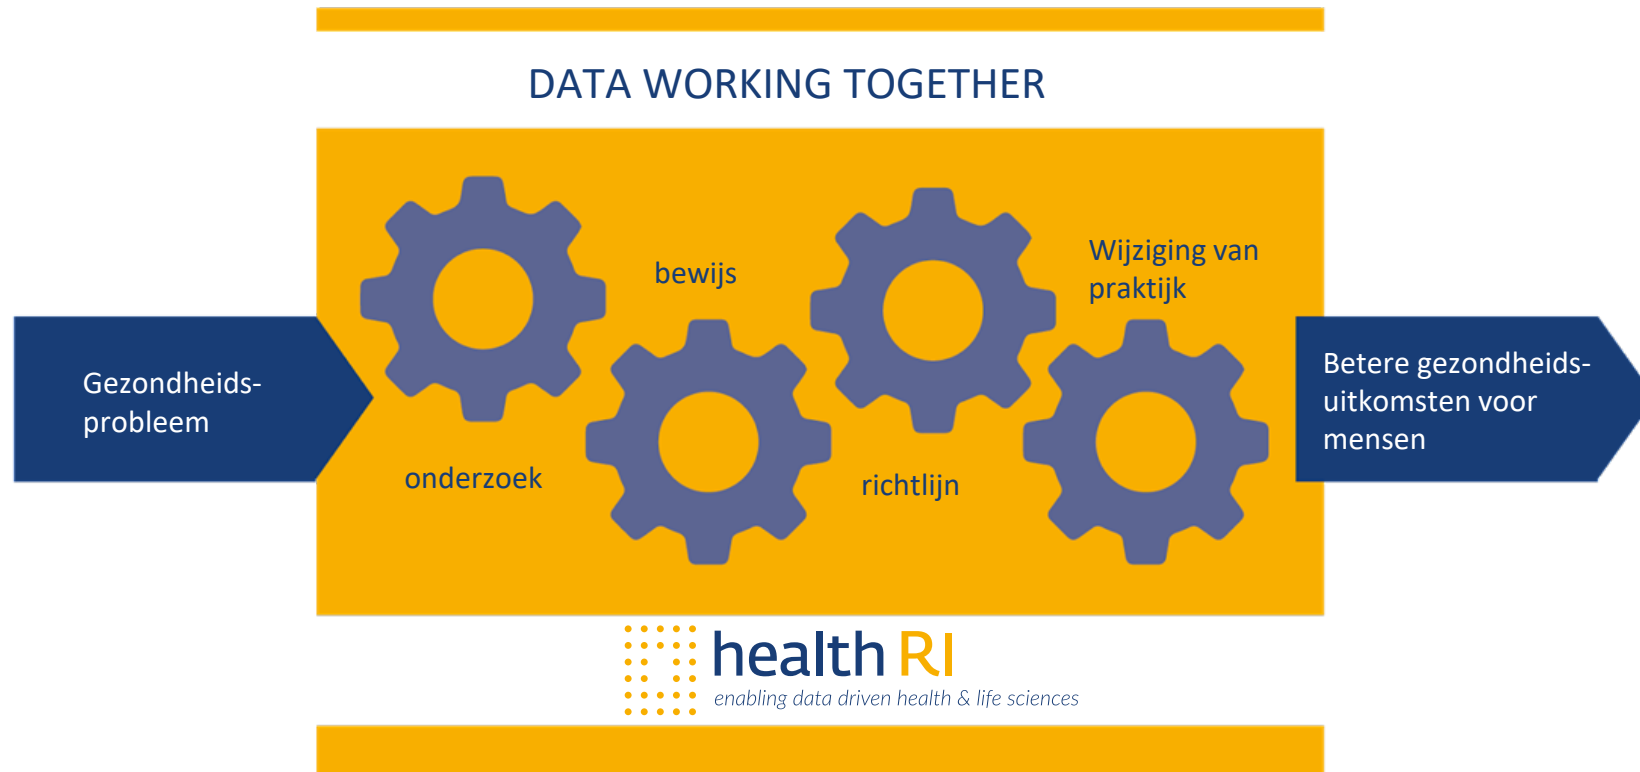 DATA WORKING TOGETHER
Gezondheids-
probleem
onderzoek
bewijs
richtlijn
Wijziging van
praktijk
Betere gezondheids-
uitkomsten voor
mensen
health RI
enabling data driven health & life sciences